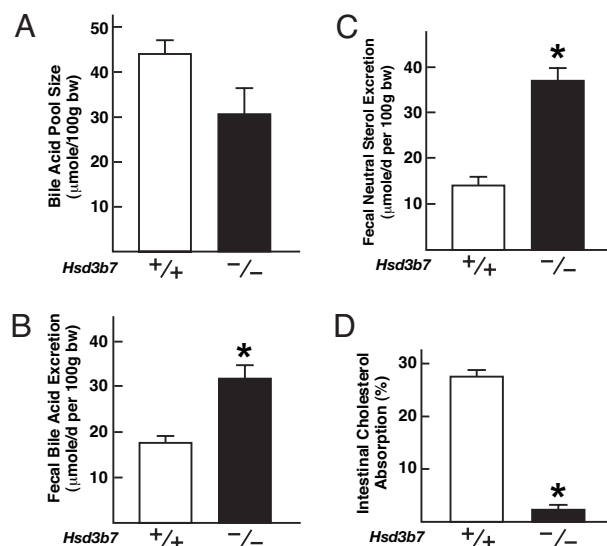 A
Bile Acid Pool Size
(μmole/100g bw)
50
40
30
20
10
Hsd3b7 +/+ −/−
B
Fecal Bile Acid Excretion
(μmole/d per 100g bw)
40
30
20
10
*
Hsd3b7 +/+ −/−
C
Fecal Neutral Sterol Excretion
(μmole/d per 100g bw)
40
30
20
10
*
Hsd3b7 +/+ −/−
D
Intestinal Cholesterol
Absorption (%)
30
20
10
*
Hsd3b7 +/+ −/−